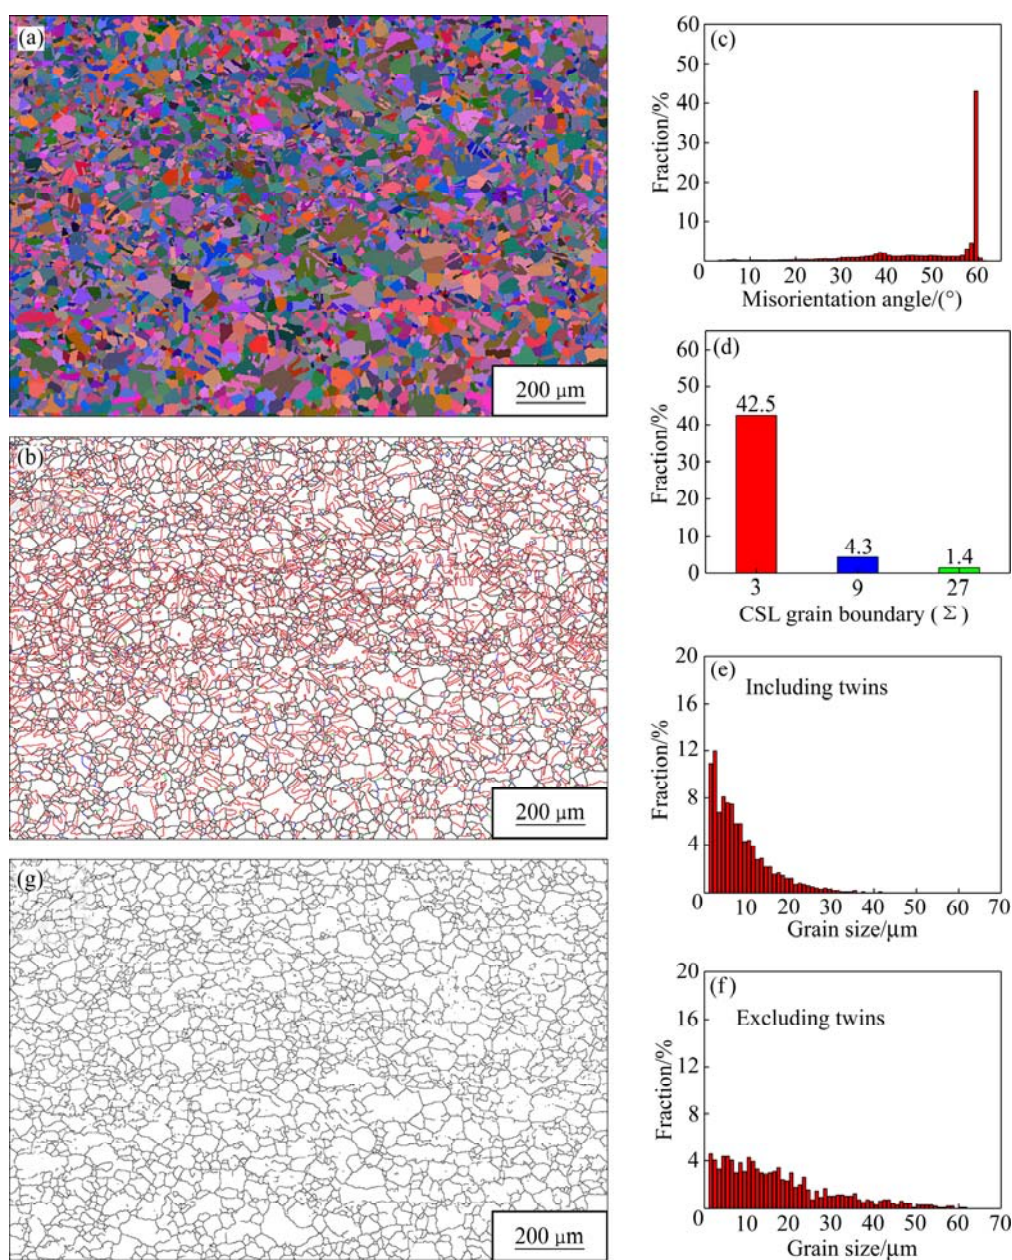 (a)
200 μm
(b)
200 μm
(g)
200 μm
(c)
60
50
40
30
20
10
0 10 20 30 40 50 60
Fraction/%
Misorientation angle/(°)
(d)
60
50
40
30
20
10
0
42.5
4.3
1.4
3 9 27
Fraction/%
CSL grain boundary (Σ)
(e)
Including twins
20
16
12
8
4
0 10 20 30 40 50 60 70
Fraction/%
Grain size/μm
(f)
Excluding twins
20
16
12
8
4
0 10 20 30 40 50 60 70
Fraction/%
Grain size/μm